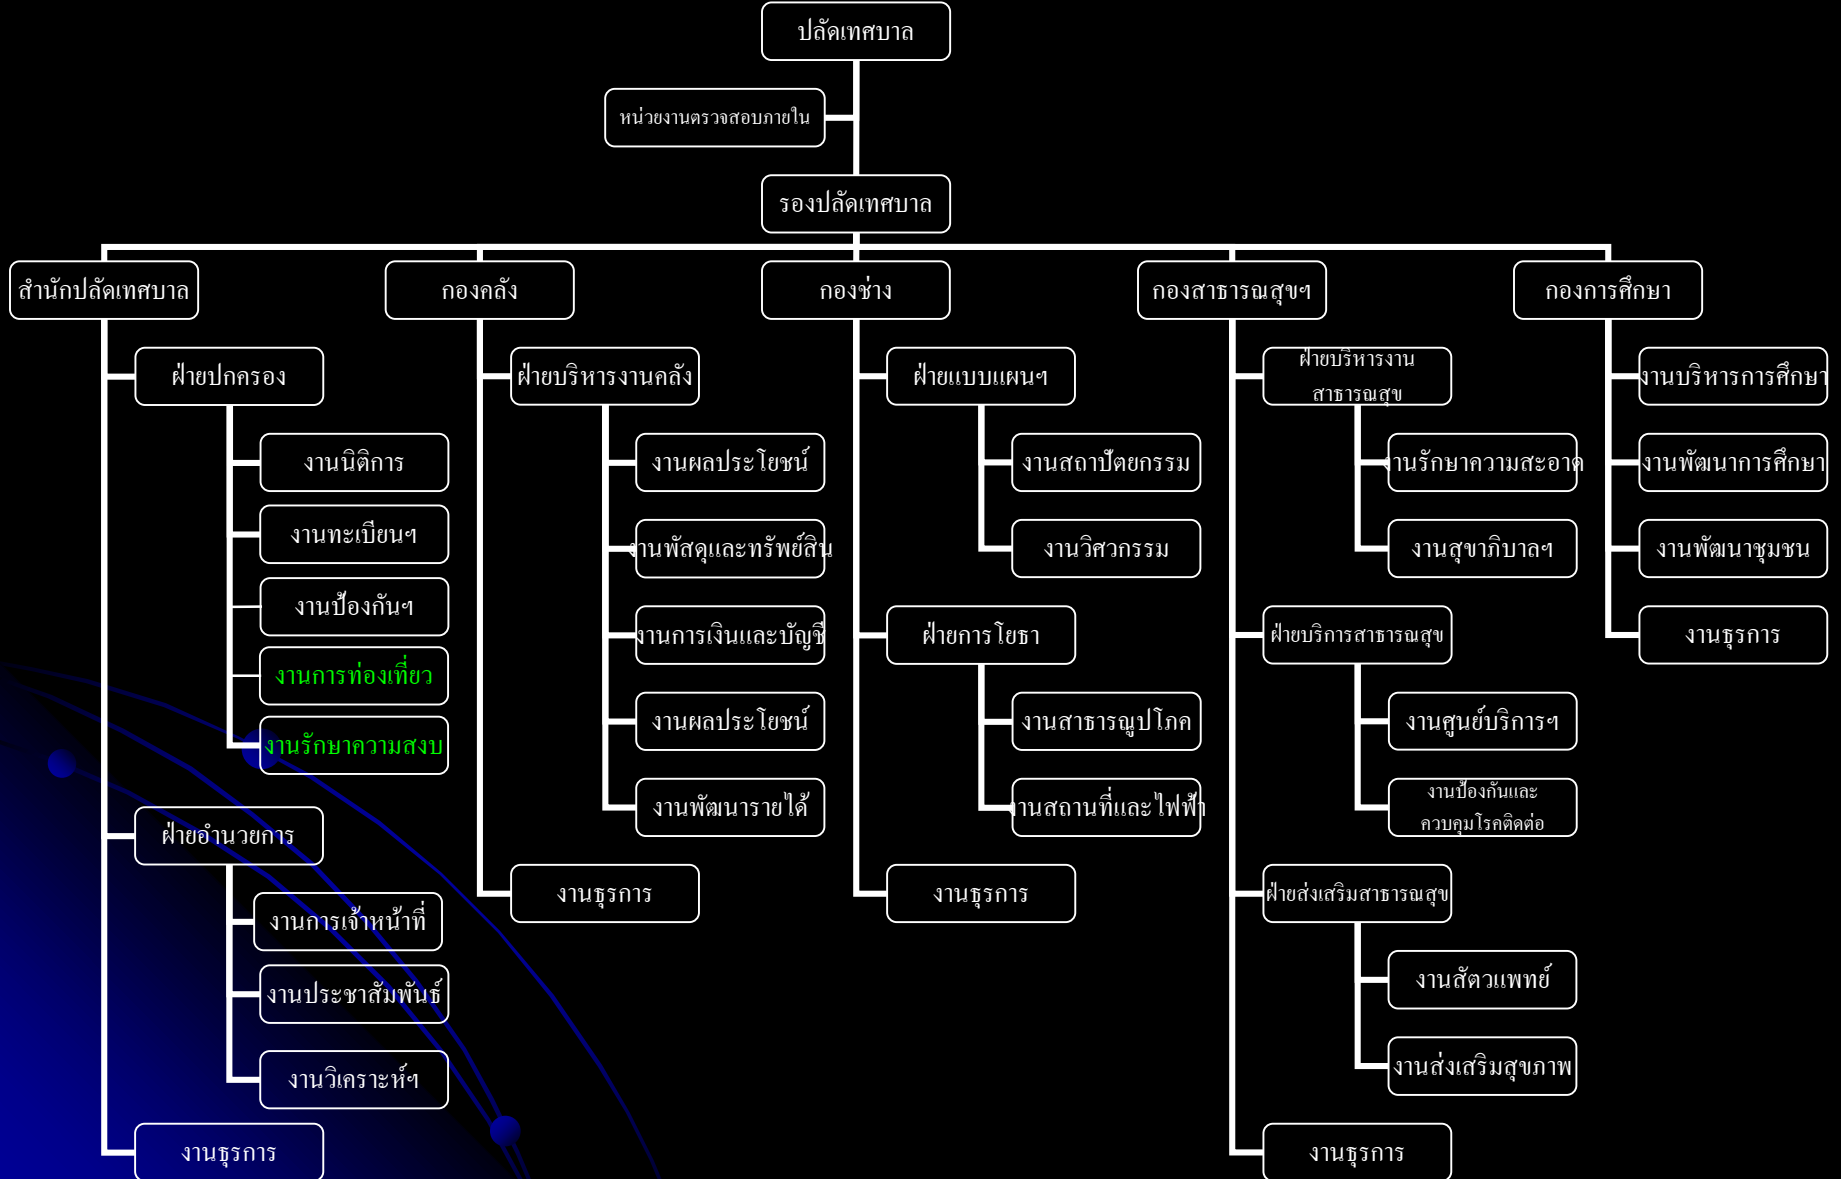 ปลัดเทศบาล
หน่วยงานตรวจสอบภายใน
รองปลัดเทศบาล
สำนักปลัดเทศบาล
ฝ่ายปกครอง
งานนิติการ
งานทะเบียนฯ
งานป้องกันฯ
งานการท่องเที่ยว
งานรักษาความสงบ
ฝ่ายอำนวยการ
งานการเจ้าหน้าที่
งานประชาสัมพันธ์
งานวิเคราะห์ฯ
งานธุรการ
กองคลัง
ฝ่ายบริหารงานคลัง
งานผลประโยชน์
งานพัสดุและทรัพย์สิน
งานการเงินและบัญชี
งานผลประโยชน์
งานพัฒนารายได้
งานธุรการ
กองช่าง
ฝ่ายแบบแผนฯ
งานสถาปัตยกรรม
งานวิศวกรรม
ฝ่ายการโยธา
งานสาธารณูปโภค
งานสถานที่และไฟฟ้า
งานธุรการ
กองสาธารณสุขฯ
ฝ่ายบริหารงาน
สาธารณสุข
งานรักษาความสะอาด
งานสุขาภิบาลฯ
ฝ่ายบริการสาธารณสุข
งานศูนย์บริการฯ
งานป้องกันและ
ควบคุมโรคติดต่อ
ฝ่ายส่งเสริมสาธารณสุข
งานสัตวแพทย์
งานส่งเสริมสุขภาพ
งานธุรการ
กองการศึกษา
งานบริหารการศึกษา
งานพัฒนาการศึกษา
งานพัฒนาชุมชน
งานธุรการ